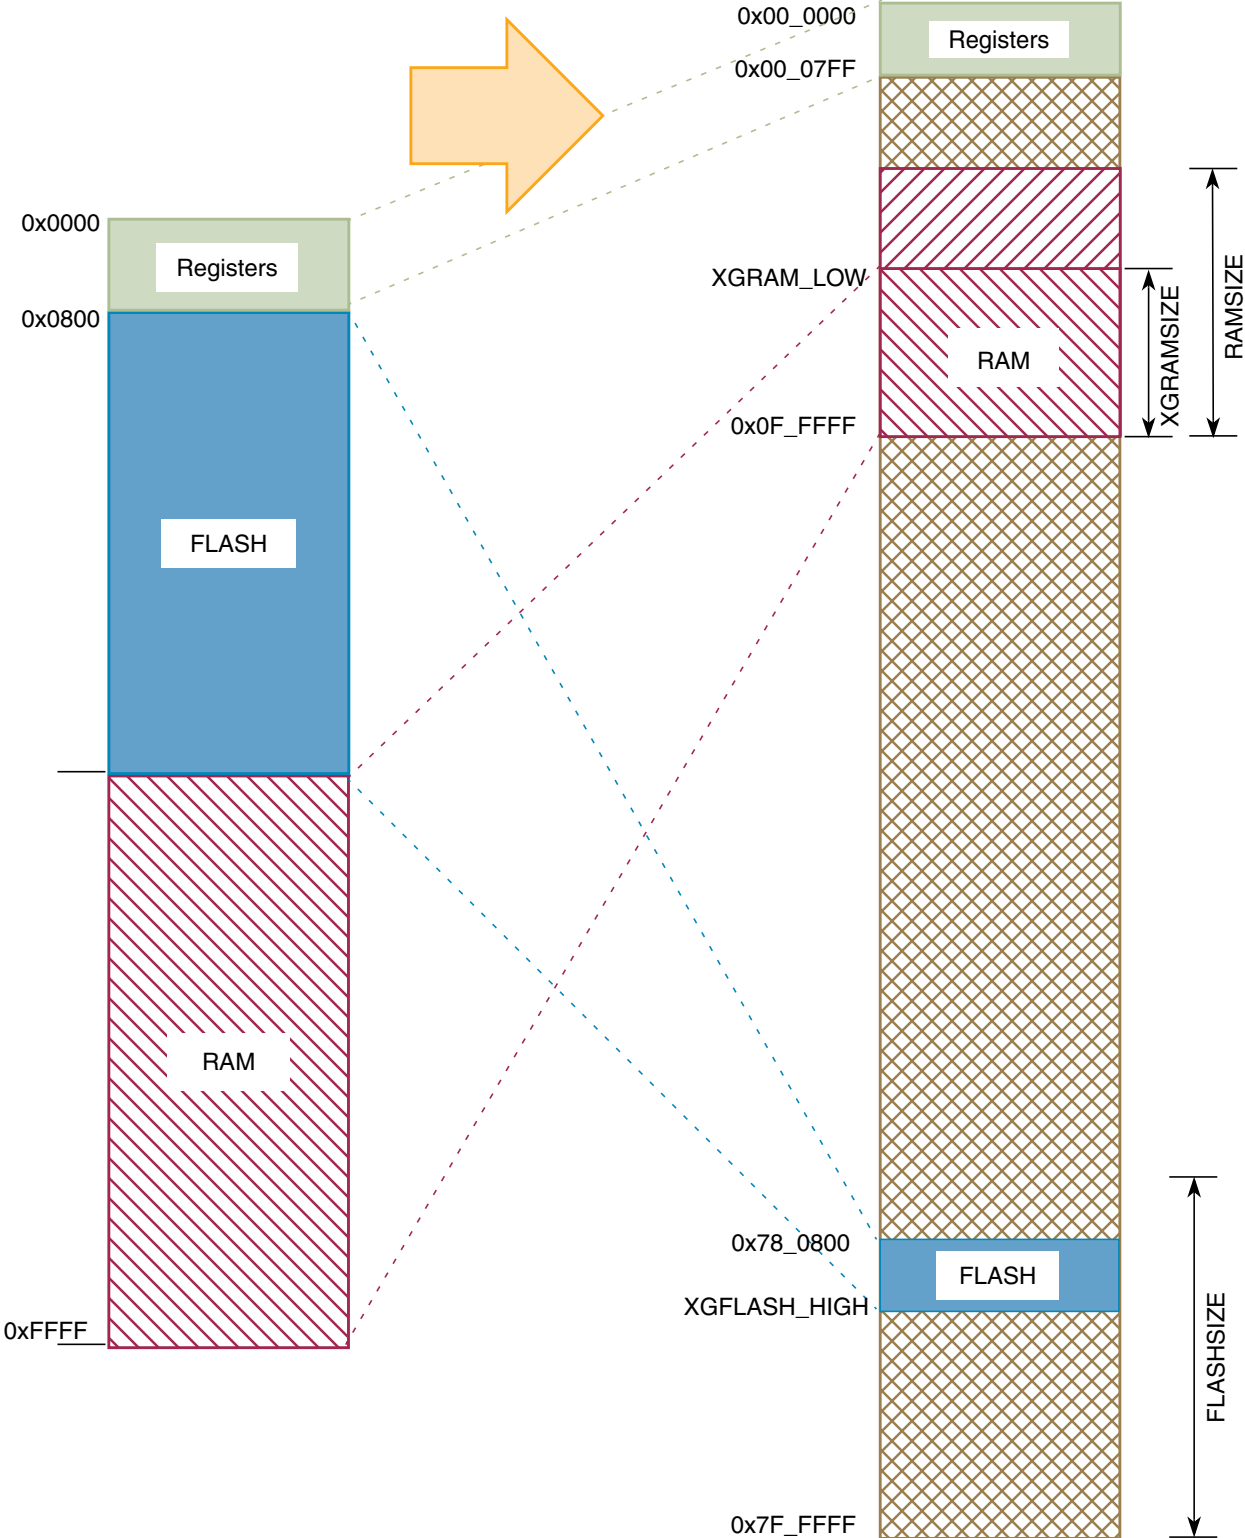 0x00_0000
Registers
0x00_07FF
0x0000
Registers
0x0800
XGRAM_LOW
RAM
XGRAMSIZE
RAMSIZE
0x0F_FFFF
FLASH
RAM
0x78_0800
FLASH
XGFLASH_HIGH
0xFFFF
FLASHSIZE
0x7F_FFFF